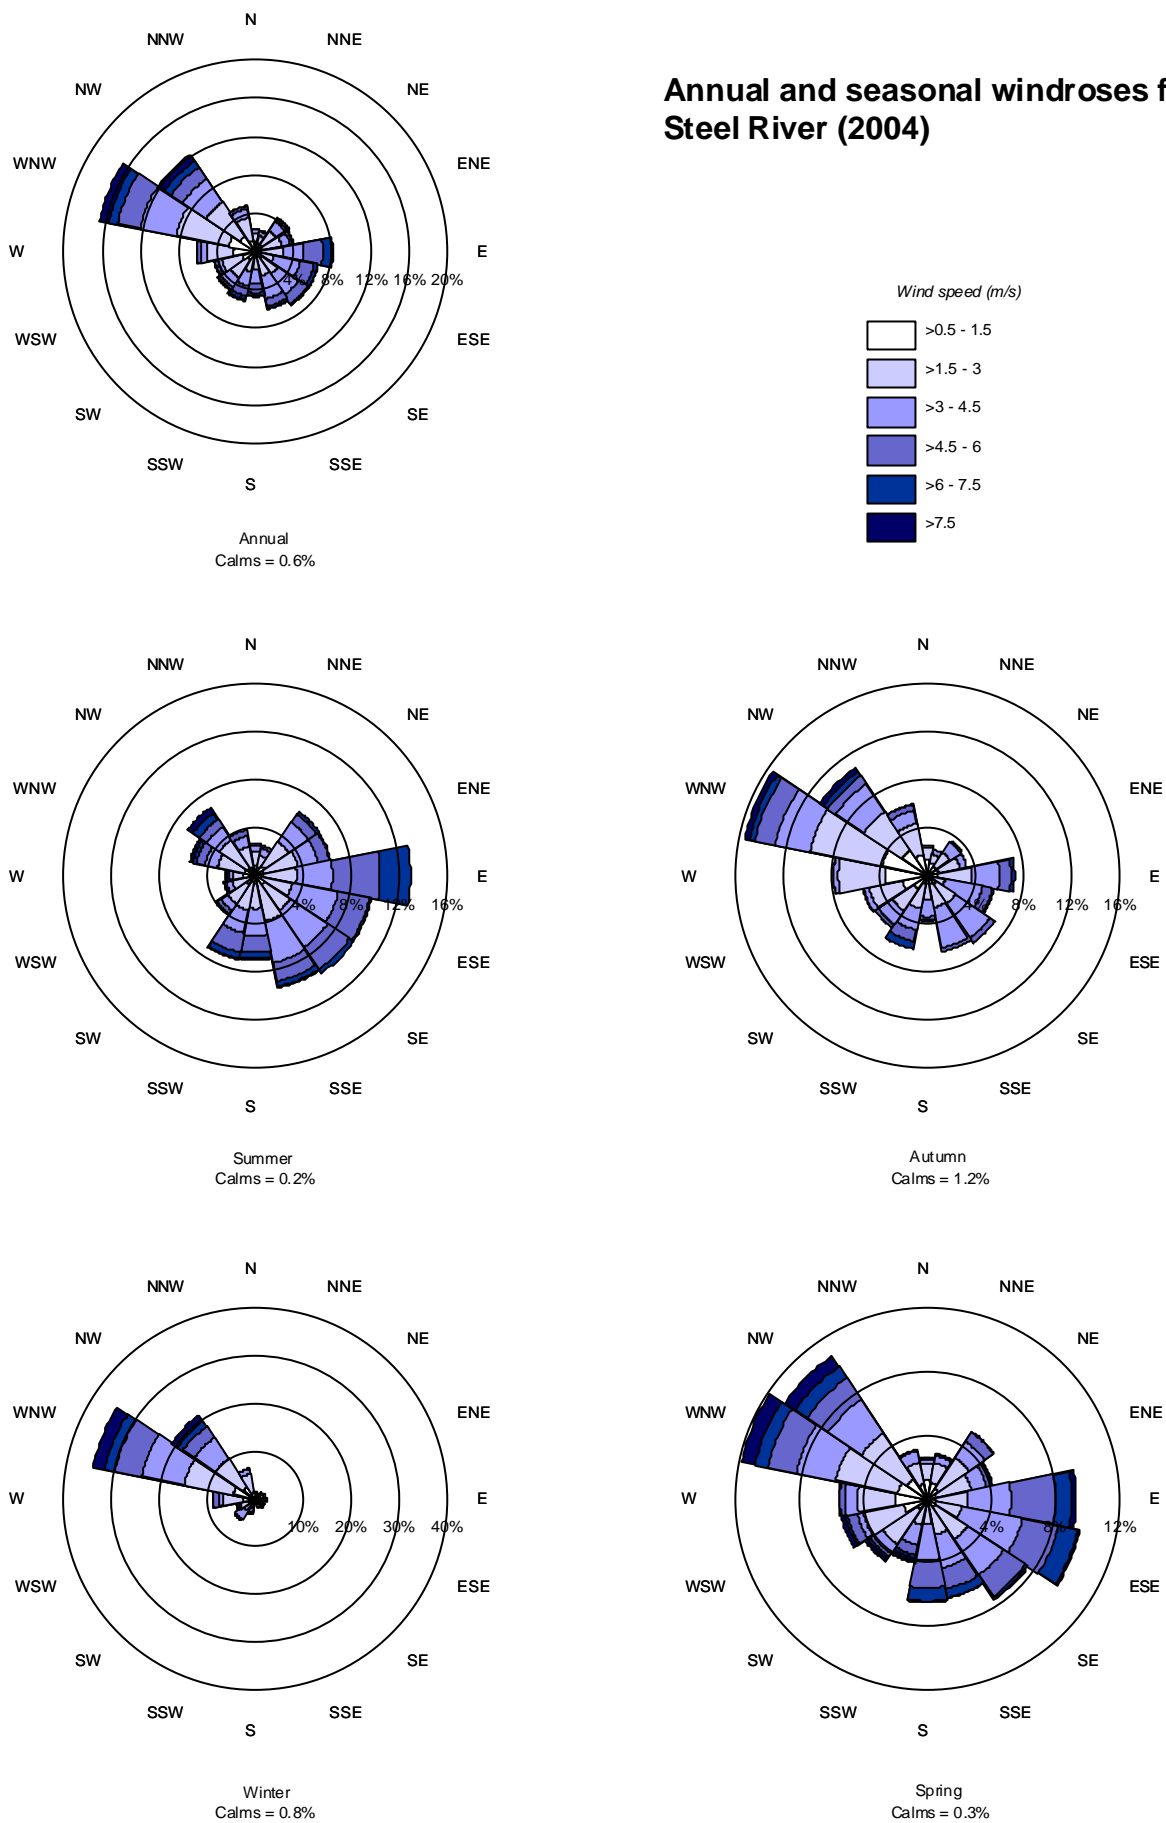 Annual and seasonal windroses f
Steel River (2004)
N
NNW
NNE
NW
NE
WNW
ENE
W
E
4% 8% 12% 16% 20%
WSW
ESE
SW
SE
SSW
SSE
S
Annual
Calms = 0.6%
Wind speed (m/s)
>0.5 - 1.5
>1.5 - 3
>3 - 4.5
>4.5 - 6
>6 - 7.5
>7.5
N
NNW
NNE
NW
NE
WNW
ENE
W
E
4% 8% 12% 16%
WSW
ESE
SW
SE
SSW
SSE
S
Summer
Calms = 0.2%
N
NNW
NNE
NW
NE
WNW
ENE
W
E
4% 8% 12% 16%
WSW
ESE
SW
SE
SSW
SSE
S
Autumn
Calms = 1.2%
N
NNW
NNE
NW
NE
WNW
ENE
W
E
10% 20% 30% 40%
WSW
ESE
SW
SE
SSW
SSE
S
Winter
Calms = 0.8%
N
NNW
NNE
NW
NE
WNW
ENE
W
E
4% 8% 12%
WSW
ESE
SW
SE
SSW
SSE
S
Spring
Calms = 0.3%